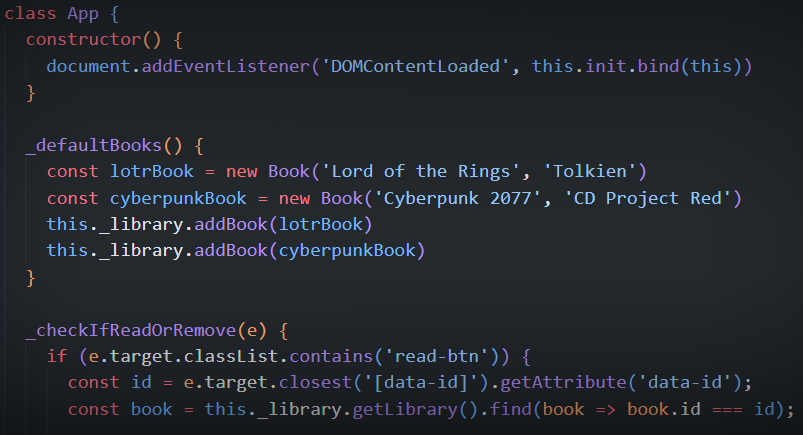 class App {
constructor() {
document.addEventListener('DOMContentLoaded', this.init.bind(this))
}
_defaultBooks() {
const lotrBook = new Book('Lord of the Rings', 'Tolkien')
const cyberpunkBook = new Book('Cyberpunk 2077', 'CD Project Red')
this._library.addBook(lotrBook)
this._library.addBook(cyberpunkBook)
}
_checkIfReadOrRemove(e) {
if (e.target.classList.contains('read-btn')) {
const id = e.target.closest('[data-id]').getAttribute('data-id');
const book = this._library.getLibrary().find(book => book.id === id);